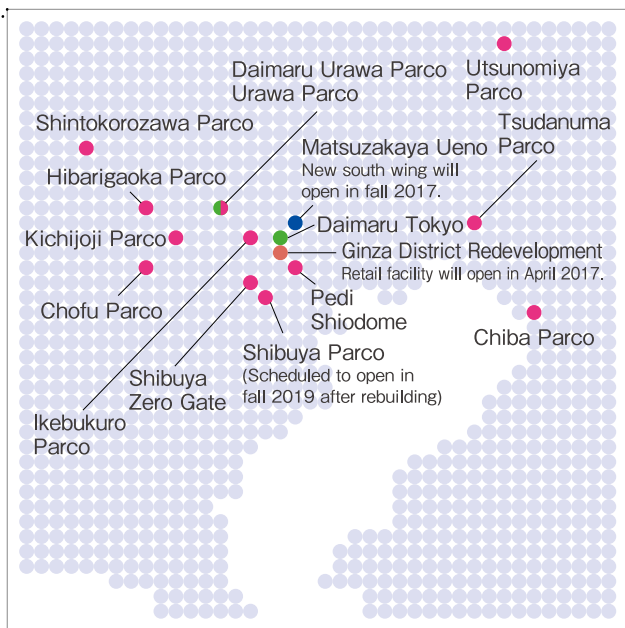 Daimaru Urawa Parco
Urawa Parco
Utsunomiya
Parco
Shintokorozawa Parco
Tsudanuma
Parco
Matsuzakaya Ueno
New south wing will
open in fall 2017.
Hibarigaoka Parco
Daimaru Tokyo
Kichijoji Parco
Ginza District Redevelopment
Retail facility will open in April 2017.
Chofu Parco
Pedi
Shiodome
Chiba Parco
Shibuya Parco
(Scheduled to open in
fall 2019 after rebuilding)
Shibuya
Zero Gate
Ikebukuro
Parco